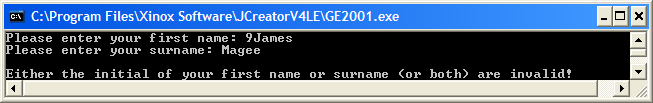 C:\Program Files\Xinox Software\JCreatorV4LE\GE2001.exe
Please enter your first name: 9James
Please enter your surname: Magee
Either the initial of your first name or surname (or both) are invalid!